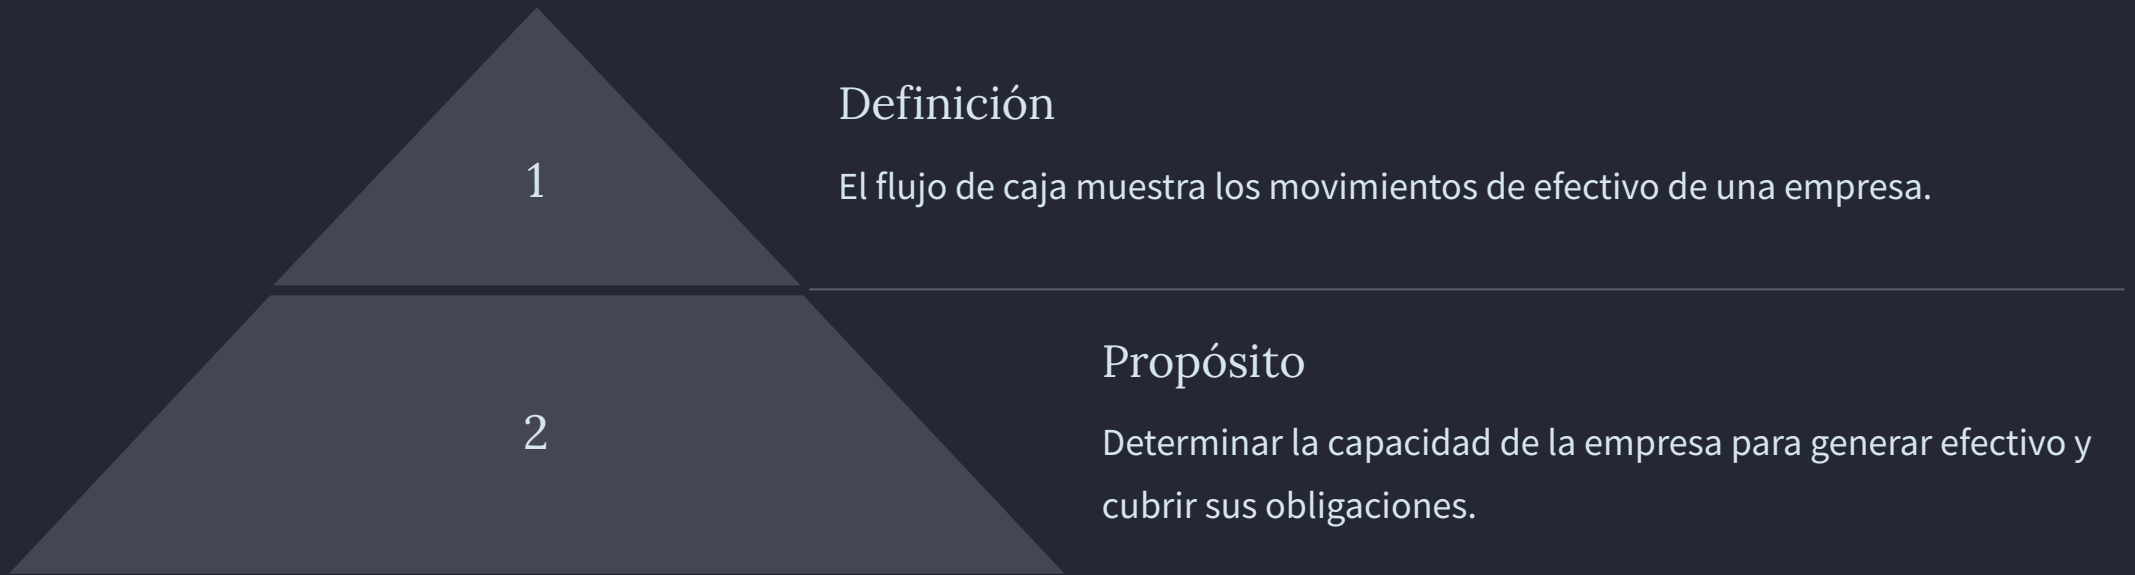 1
Definición
El flujo de caja muestra los movimientos de efectivo de una empresa.
2
Propósito
Determinar la capacidad de la empresa para generar efectivo y
cubrir sus obligaciones.